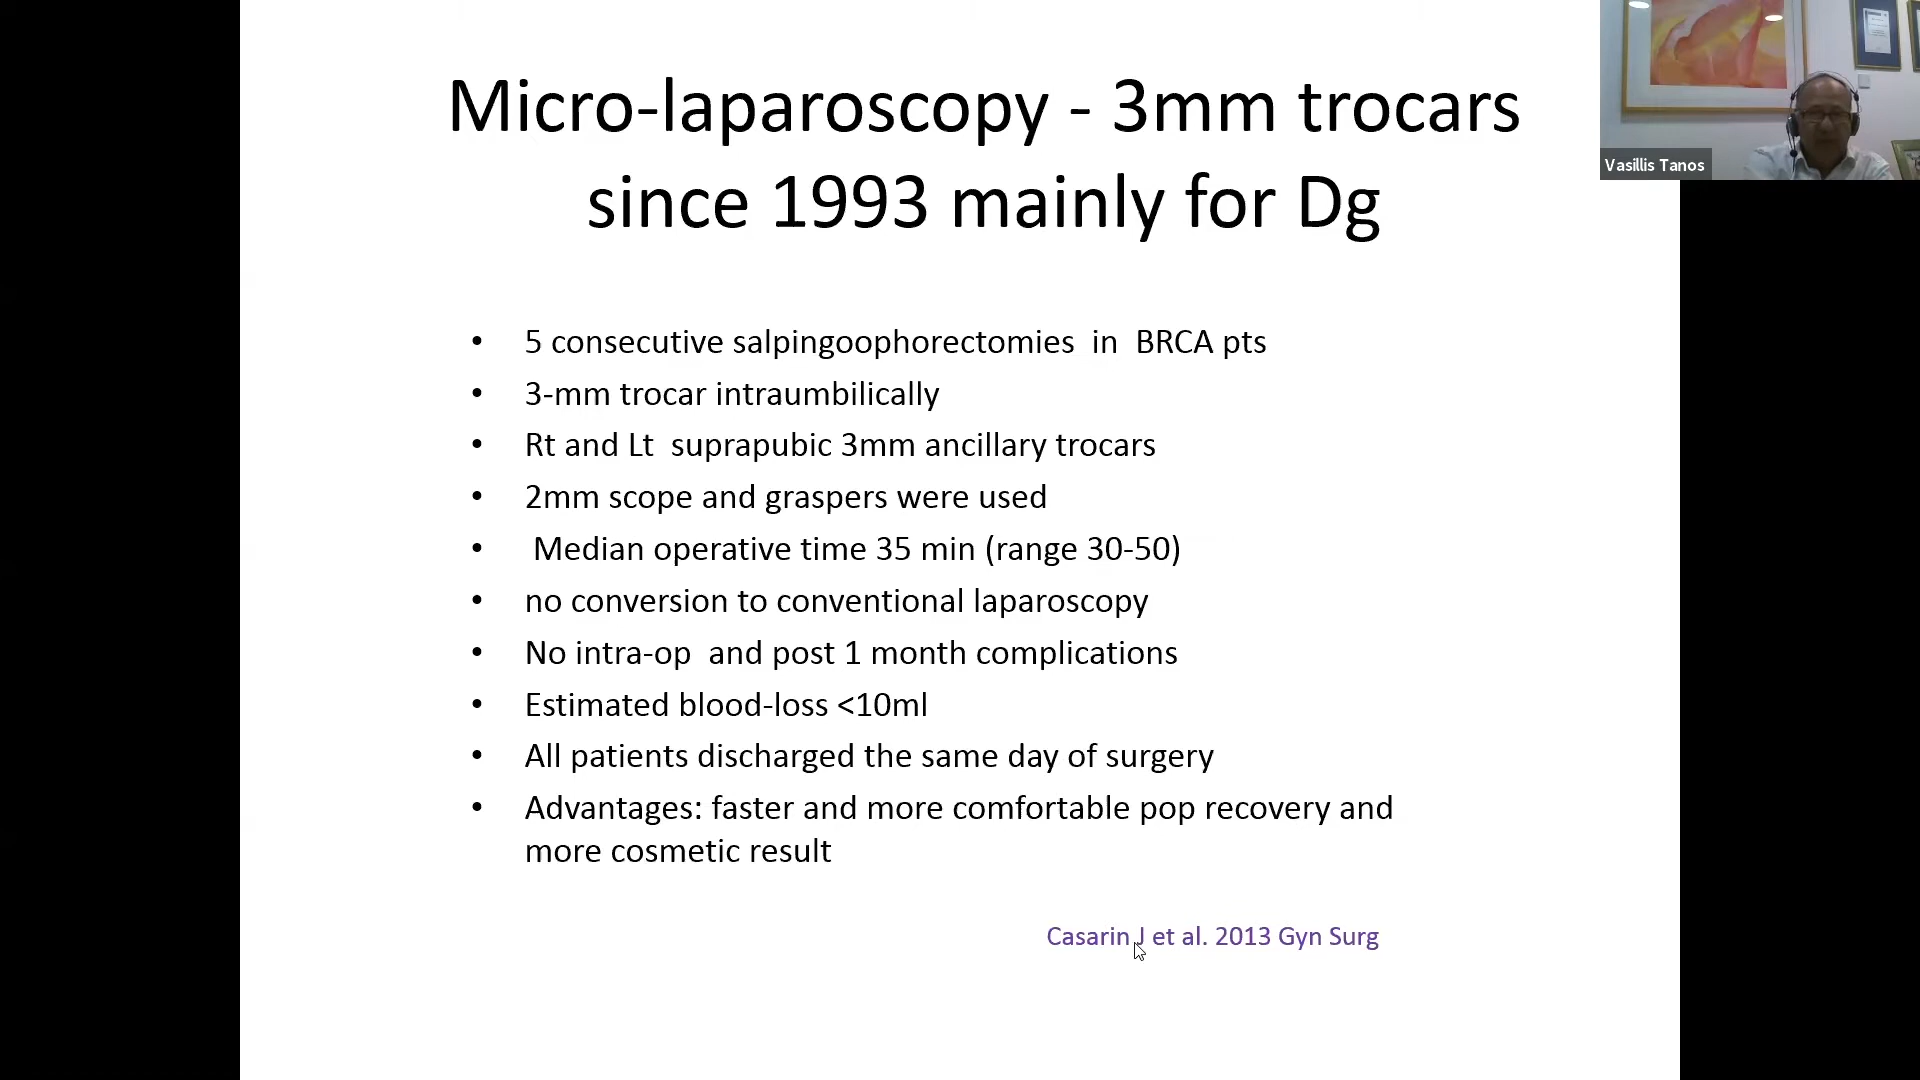 Micro-laparoscopy - 3mm trocars
since 1993 mainly for Dg
Vasillis Tanos
• 5 consecutive salpingoophorectomies in BRCA pts
• 3-mm trocar intraumbilically
• Rt and Lt suprapubic 3mm ancillary trocars
• 2mm scope and graspers were used
• Median operative time 35 min (range 30-50)
• no conversion to conventional laparoscopy
• No intra-op and post 1 month complications
• Estimated blood-loss <10ml
• All patients discharged the same day of surgery
• Advantages: faster and more comfortable pop recovery and
more cosmetic result
Casarin J et al. 2013 Gyn Surg